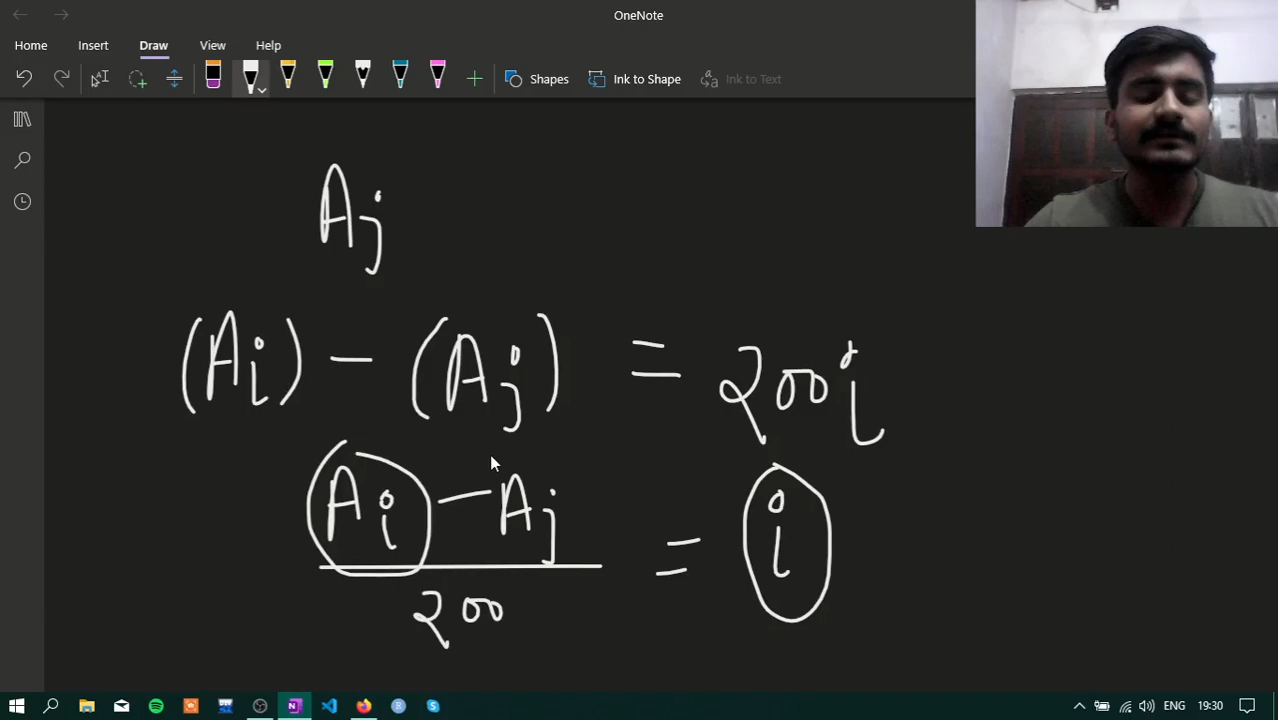 OneNote
Home Insert Draw View Help
Shapes Ink to Shape Ink to Text
Aj
(Ai) - (Aj) = 200i
Ai - Aj
200
= i
ENG 19:30